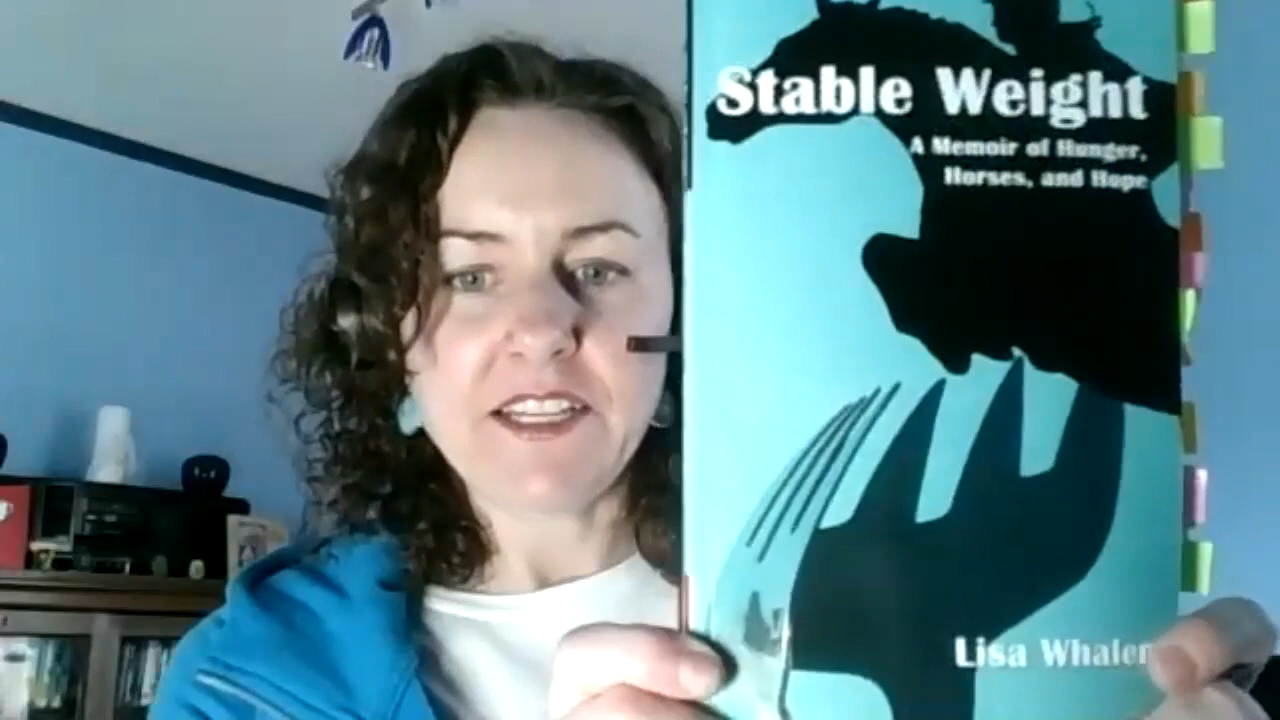 Stable Weight
A Memoir of Hunger,
Horses, and Hope
Lisa Whalen